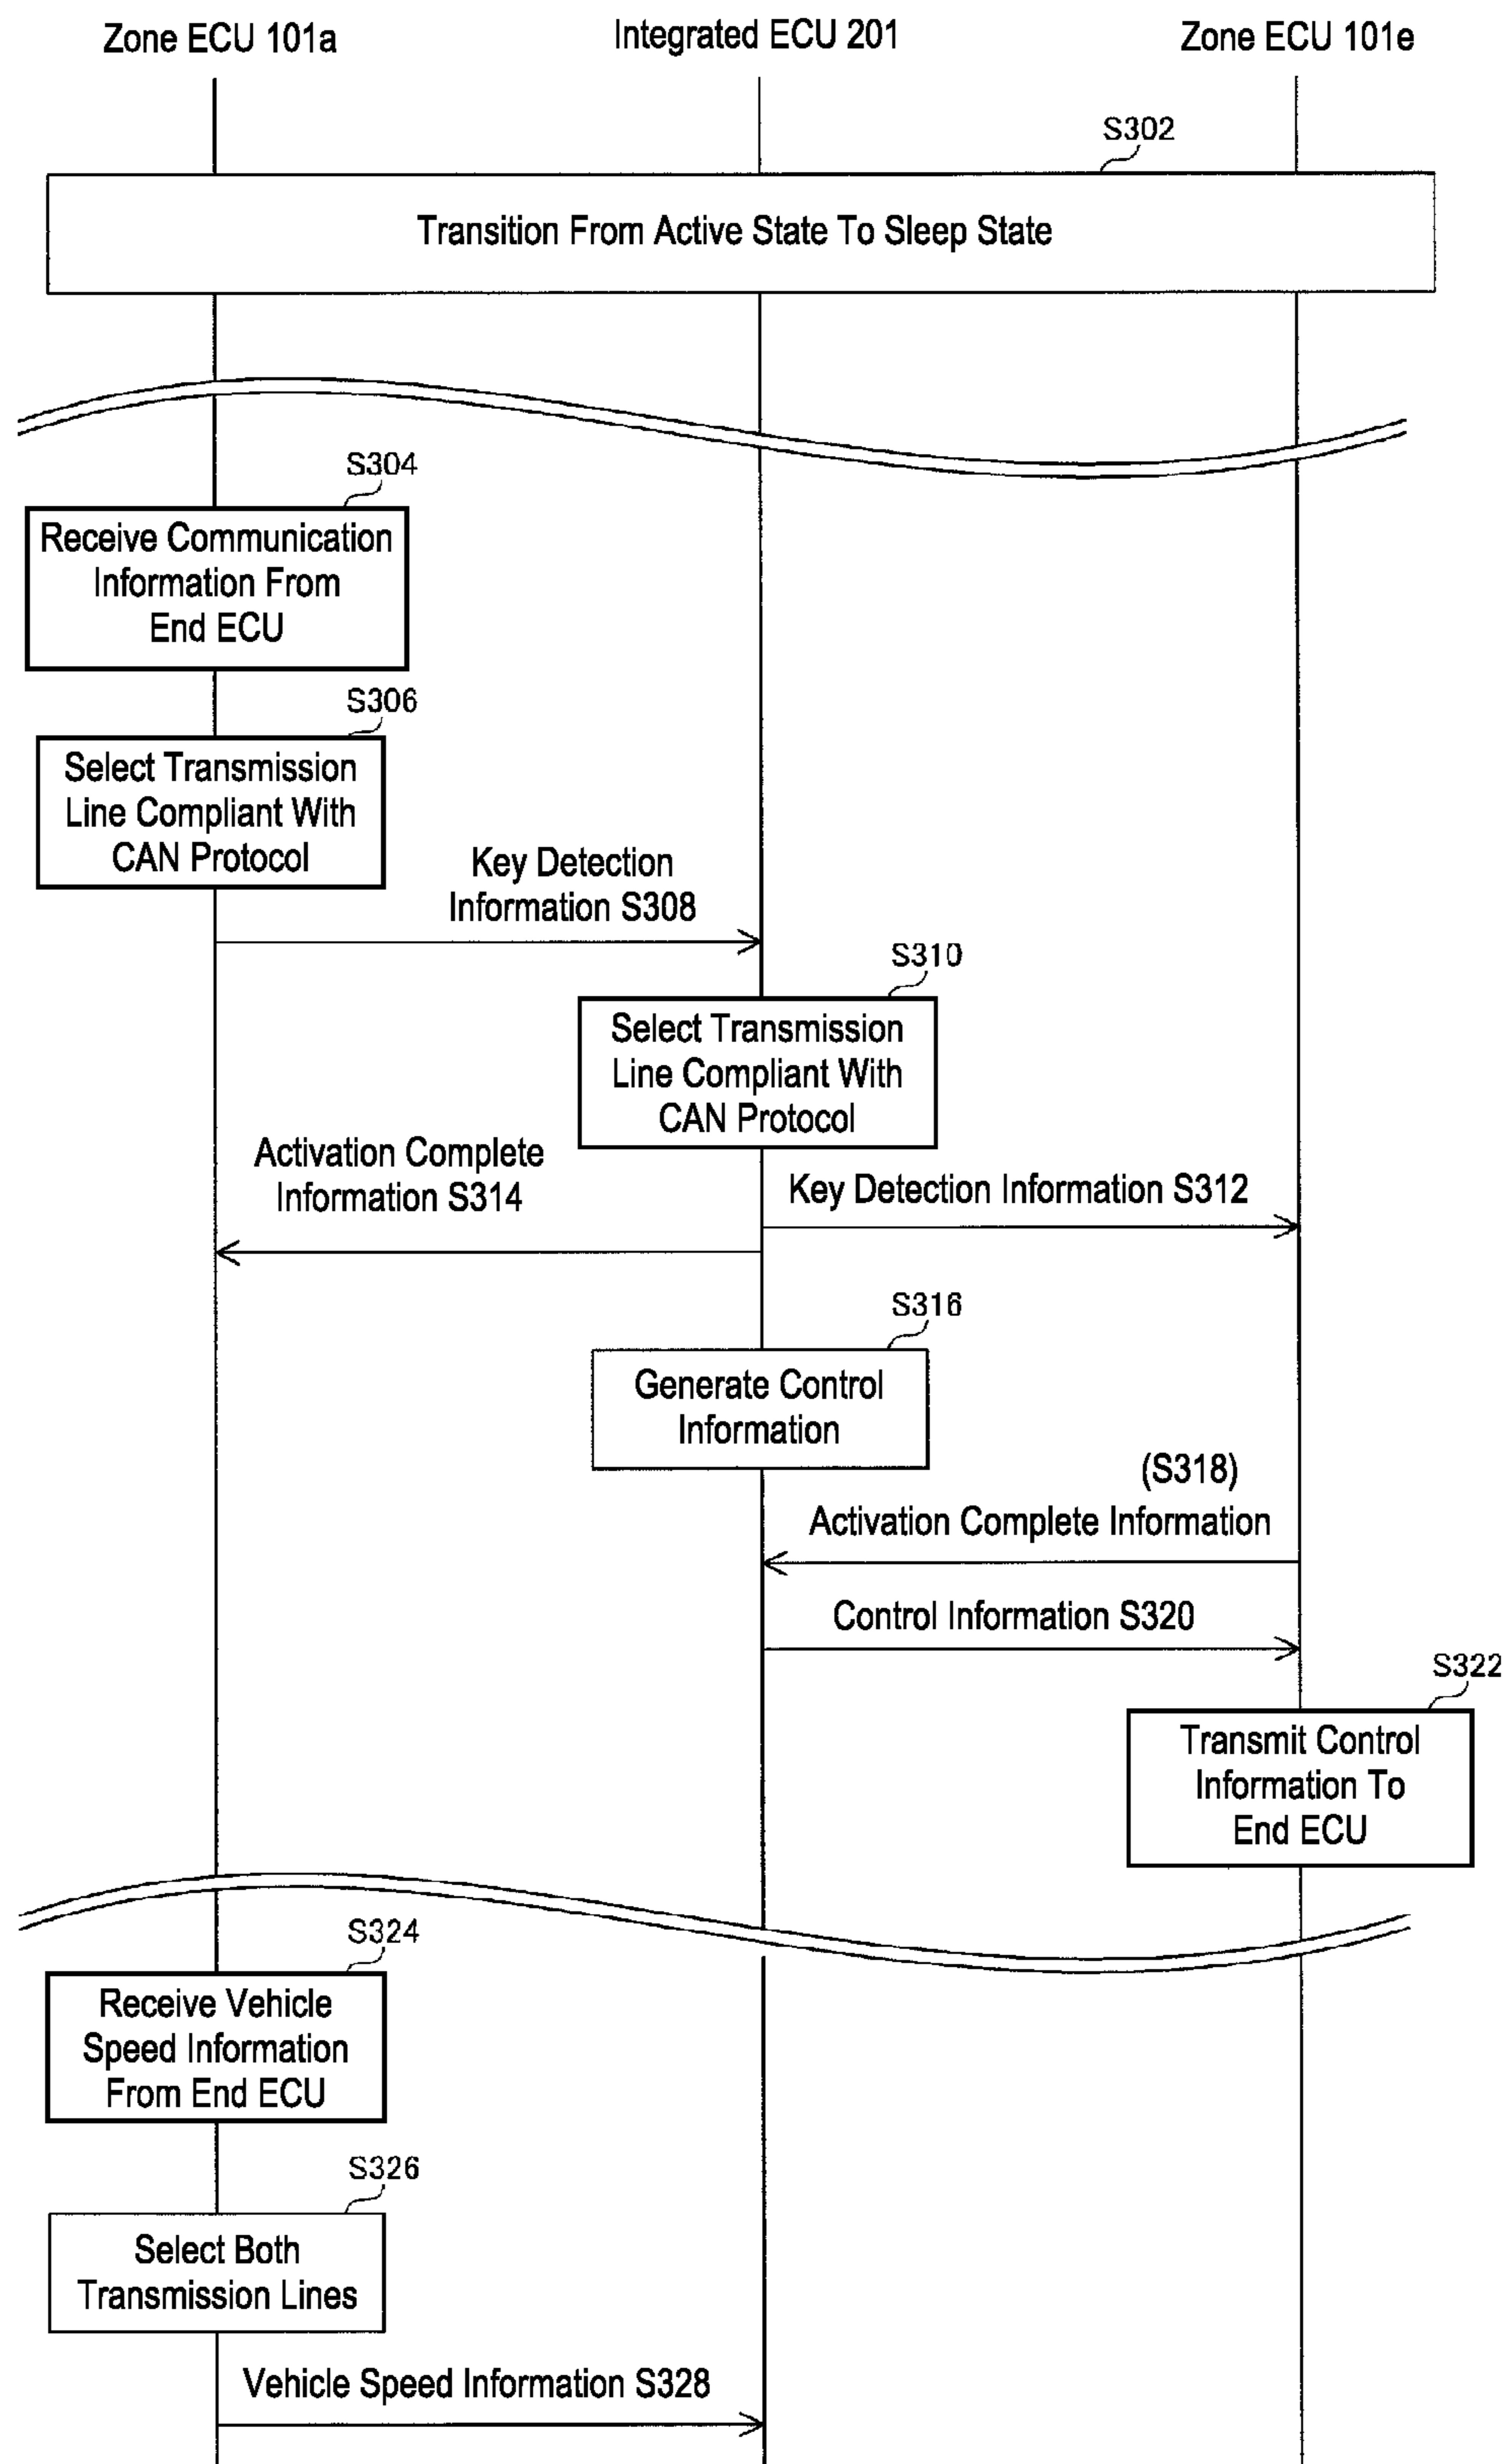 Zone ECU 101a
Integrated ECU 201
Zone ECU 101e
S302
Transition From Active State To Sleep State
S304
Receive Communication
Information From
End ECU
S306
Select Transmission
Line Compliant With
CAN Protocol
Key Detection
Information S308
S310
Select Transmission
Line Compliant With
CAN Protocol
Activation Complete
Information S314
Key Detection Information S312
S316
Generate Control
Information
(S318)
Activation Complete Information
Control Information S320
S322
Transmit Control
Information To
End ECU
S324
Receive Vehicle
Speed Information
From End ECU
S326
Select Both
Transmission Lines
Vehicle Speed Information S328